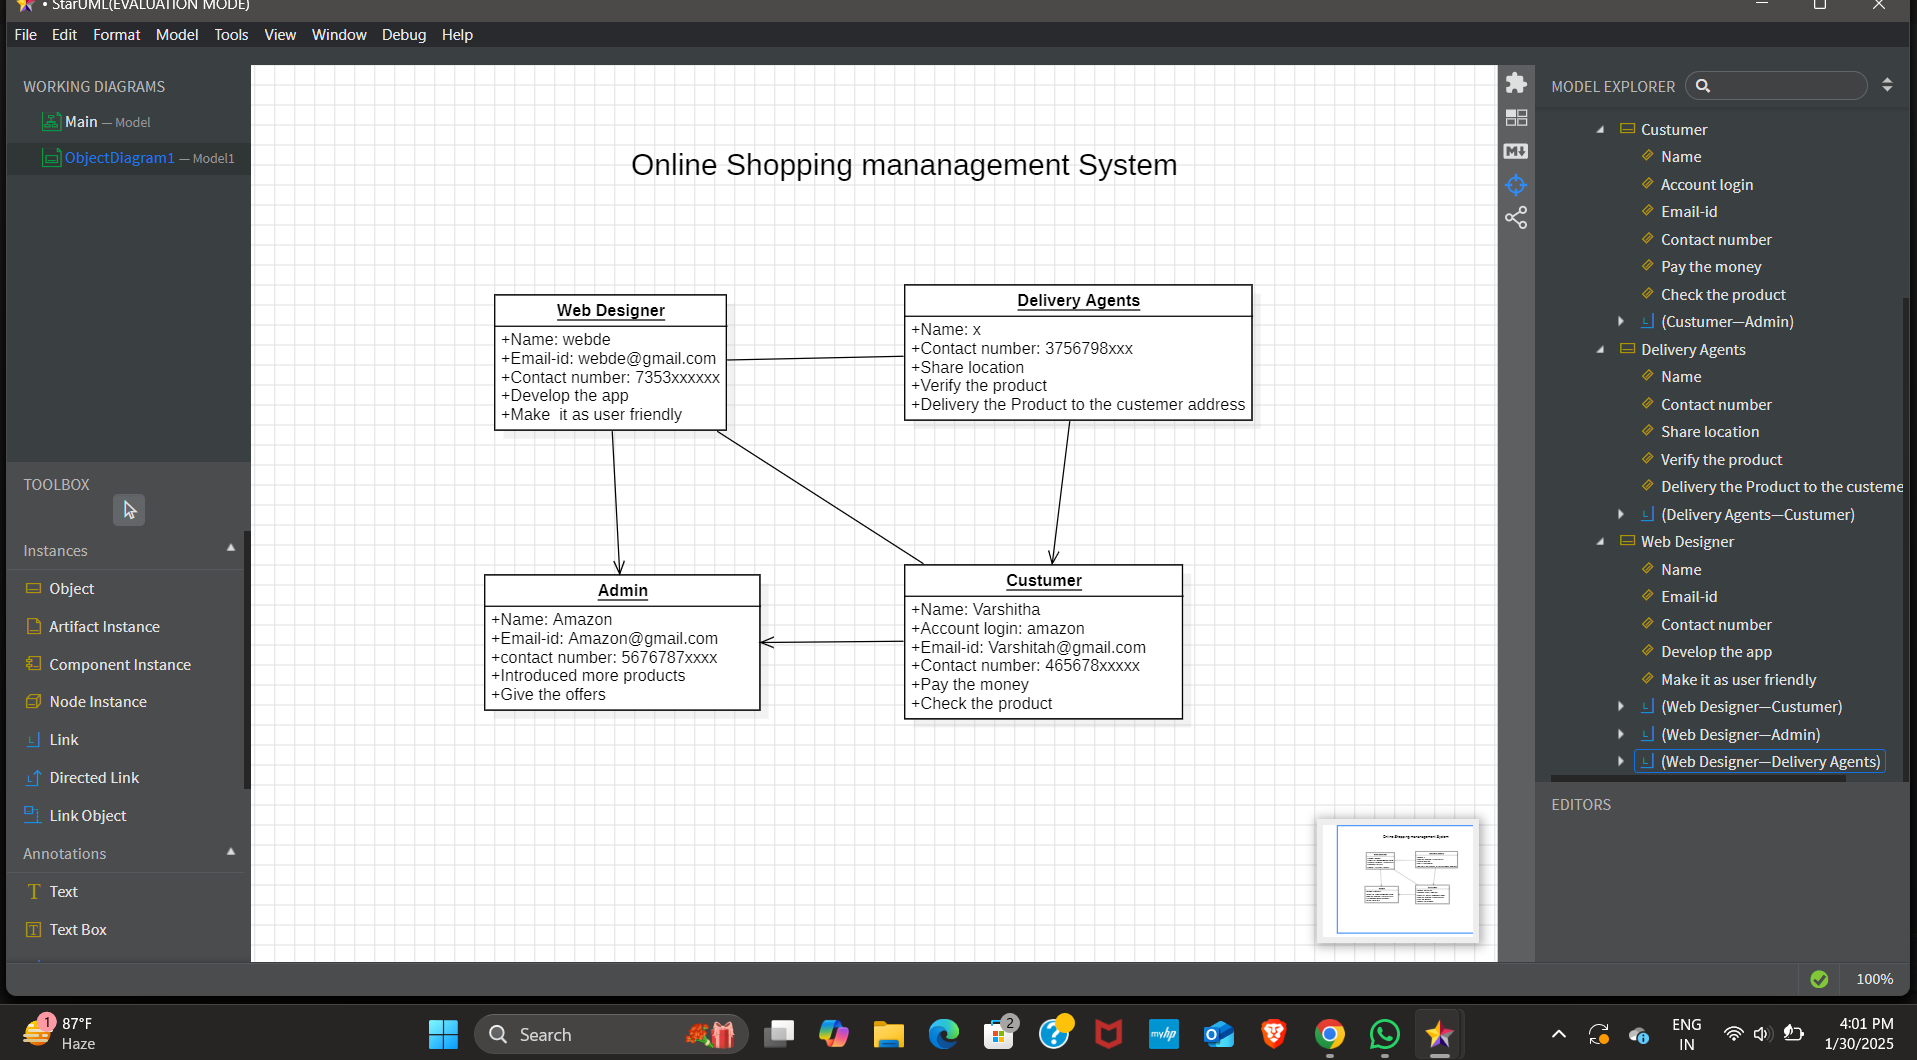 • StarUML(EVALUATION MODE)
File Edit Format Model Tools View Window Debug Help
WORKING DIAGRAMS
Main — Model
ObjectDiagram1 — Model1
TOOLBOX
Instances
Object
Artifact Instance
Component Instance
Node Instance
Link
Directed Link
Link Object
Annotations
Text
Text Box
Online Shopping mananagement System
Web Designer
+Name: webde
+Email-id: webde@gmail.com
+Contact number: 7353xxxxxx
+Develop the app
+Make  it as user friendly
Delivery Agents
+Name: x
+Contact number: 3756798xxx
+Share location
+Verify the product
+Delivery the Product to the custemer address
Admin
+Name: Amazon
+Email-id: Amazon@gmail.com
+contact number: 5676787xxxx
+Introduced more products
+Give the offers
Custumer
+Name: Varshitha
+Account login: amazon
+Email-id: Varshitah@gmail.com
+Contact number: 465678xxxxx
+Pay the money
+Check the product
Online Shopping mananagement System
M
MODEL EXPLORER
Custumer
Name
Account login
Email-id
Contact number
Pay the money
Check the product
(Custumer—Admin)
Delivery Agents
Name
Contact number
Share location
Verify the product
Delivery the Product to the custeme
(Delivery Agents—Custumer)
Web Designer
Name
Email-id
Contact number
Develop the app
Make it as user friendly
(Web Designer—Custumer)
(Web Designer—Admin)
(Web Designer—Delivery Agents)
EDITORS
100%
1
87°F
Haze
Search
2
myhp
ENG
IN
4:01 PM
1/30/2025